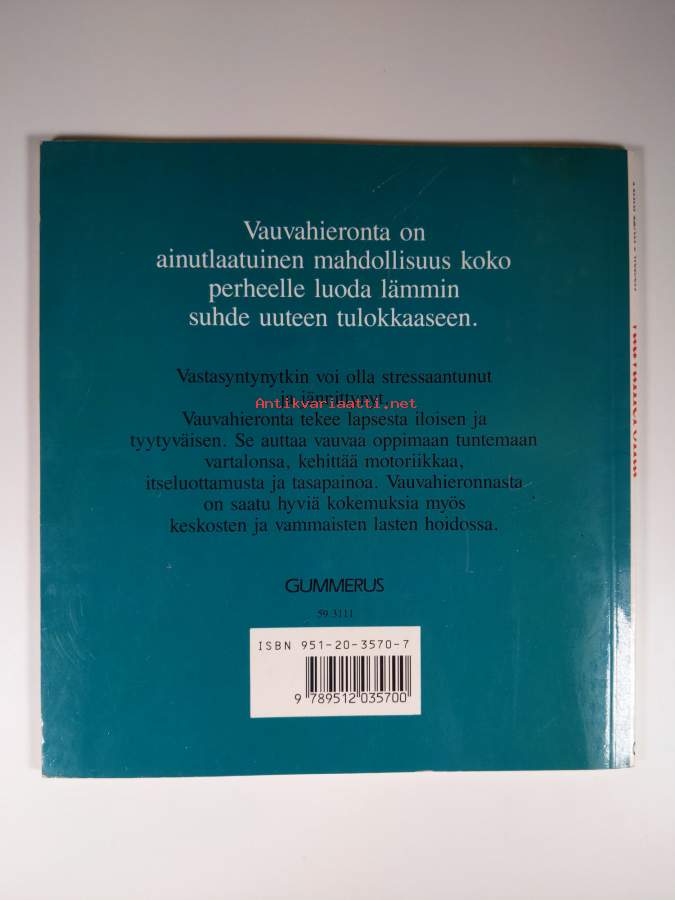 Vauvahieronta on
ainutlaatuinen mahdollisuus koko
perheelle luoda lämmin
suhde uuteen tulokkaaseen.
Vastasyntynytkin voi olla stressaantunut
ja jännittynyt.
Antikvariaatti.net
Vauvahieronta tekee lapsesta iloisen ja
tyytyväisen. Se auttaa vauvaa oppimaan tuntemaan
vartalonsa, kehittää motoriikkaa,
itseluottamusta ja tasapainoa. Vauvahieronnasta
on saatu hyviä kokemuksia myös
keskosten ja vammaisten lasten hoidossa.
GUMMERUS
59 3111
ISBN 951-20-3570-7
9 789512 035700